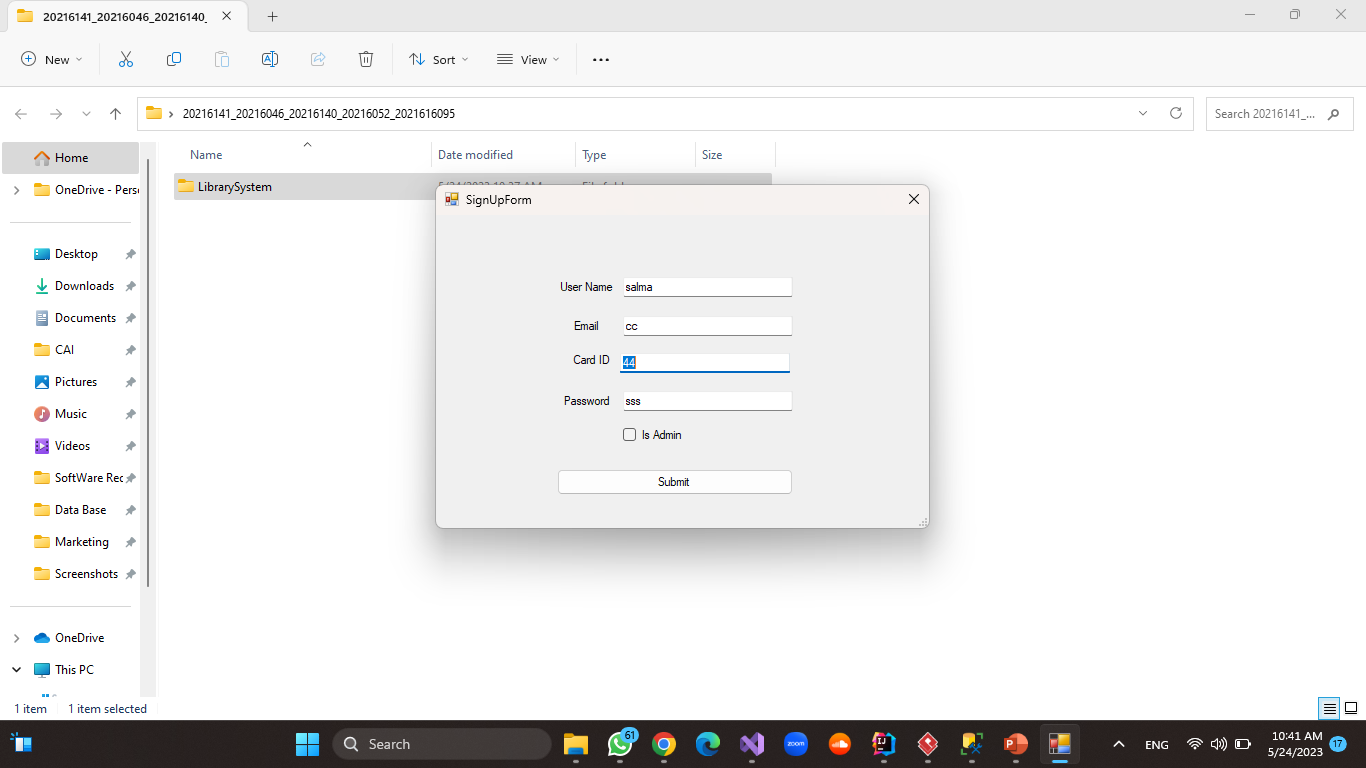 20216141_20216046_20216140_
New
Sort
View
20216141_20216046_20216140_20216052_2021616095
Search 20216141_...
Name
Date modified
Type
Size
Home
OneDrive - Perso
LibrarySystem
SignUpForm
Desktop
Downloads
Documents
CAI
Pictures
Music
Videos
SoftWare Rec
Data Base
Marketing
Screenshots
OneDrive
This PC
User Name
salma
Email
cc
Card ID
44
Password
sss
Is Admin
Submit
1 item
1 item selected
Search
61
zoom
ENG
10:41 AM
5/24/2023
17